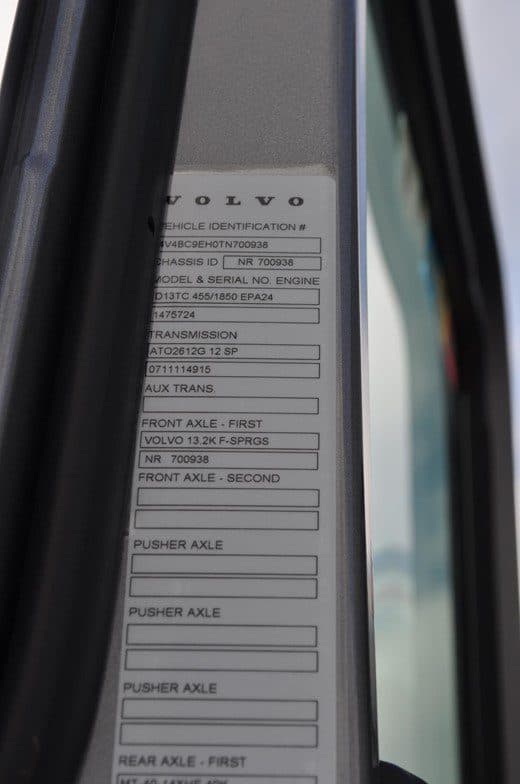 VOLVO
VEHICLE IDENTIFICATION #
4V4BC9EH0TN700938
CHASSIS ID NR 700938
MODEL & SERIAL NO. ENGINE
D13TC 455/1850 EPA24
1475724
TRANSMISSION
ATO2612G 12 SP
0711114915
AUX TRANS.
FRONT AXLE - FIRST
VOLVO 13.2K F-SPRGS
NR 700938
FRONT AXLE - SECOND
PUSHER AXLE
PUSHER AXLE
PUSHER AXLE
REAR AXLE - FIRST